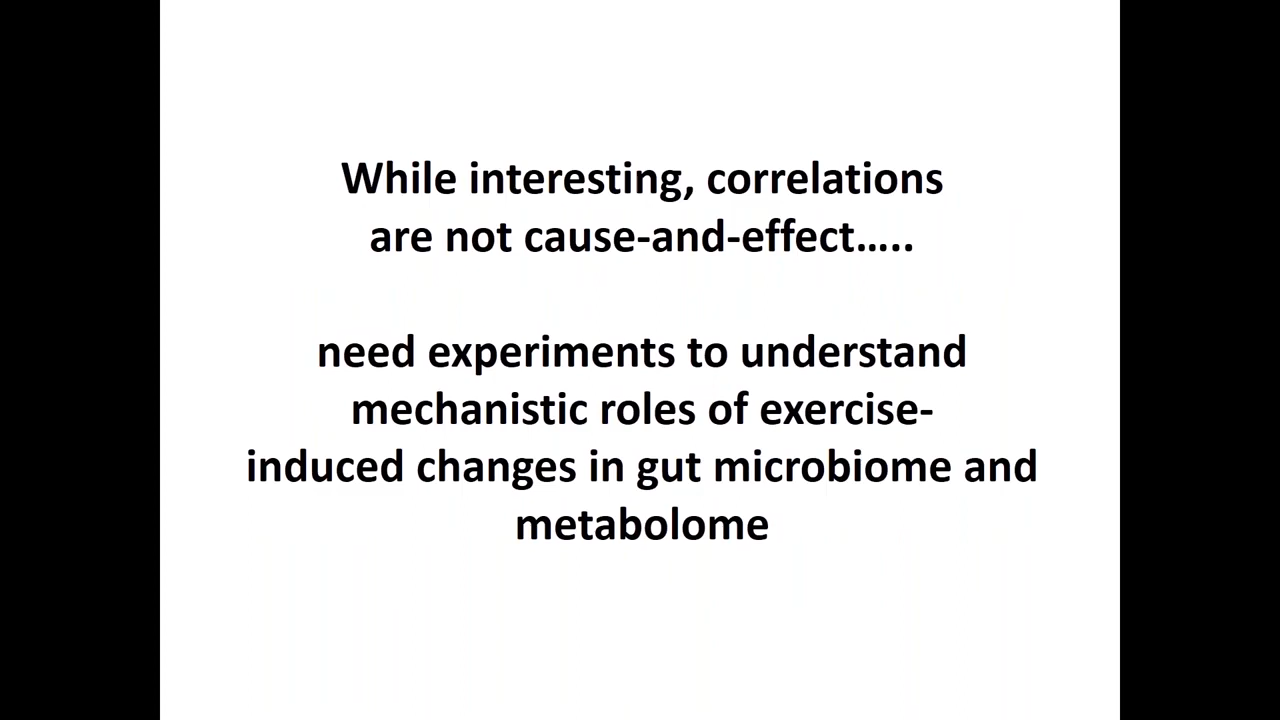 While interesting, correlations
are not cause-and-effect…..
need experiments to understand
mechanistic roles of exercise-
induced changes in gut microbiome and
metabolome